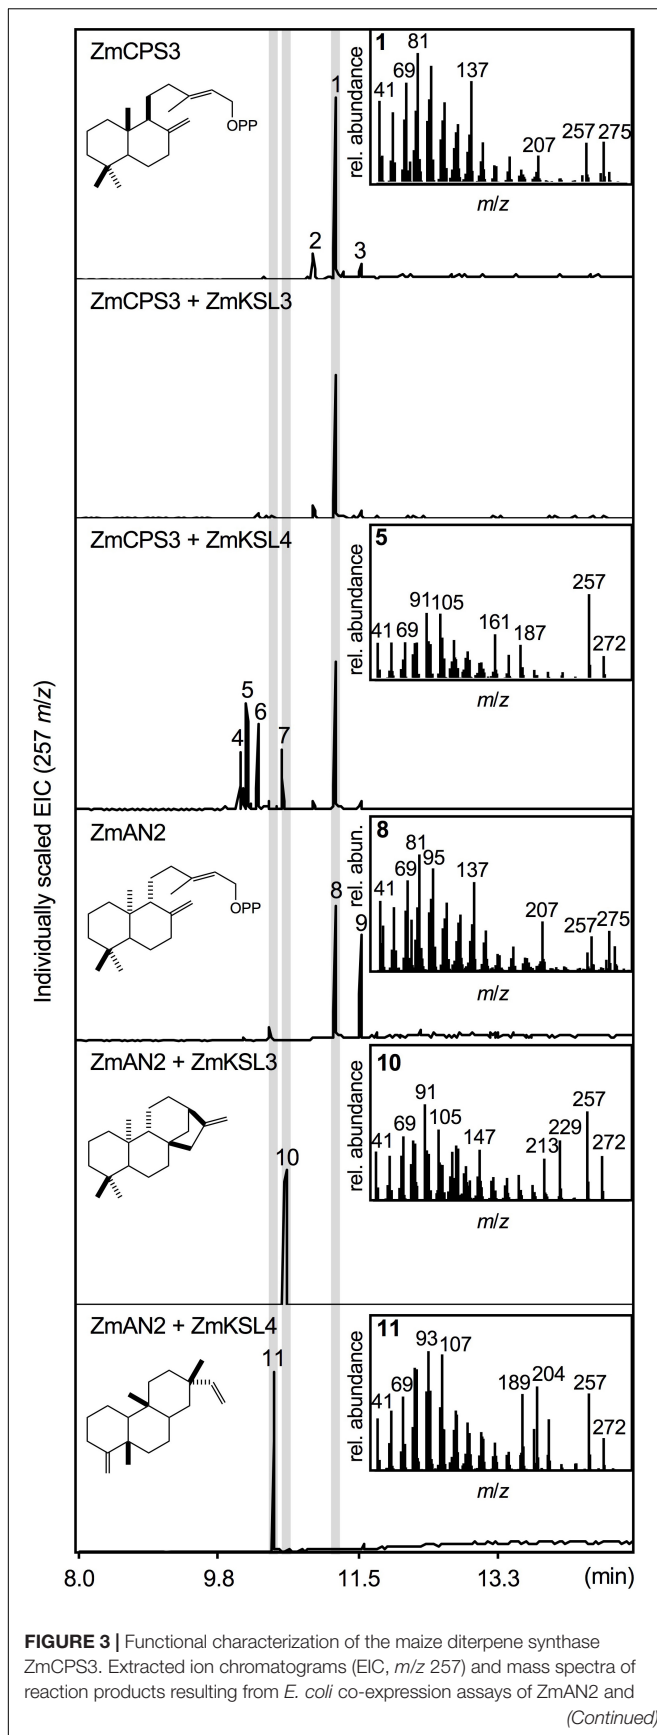 ZmCPS3
OPP
1
2
3
1
rel. abundance
41
69
81
137
207
257
275
m/z
ZmCPS3 + ZmKSL3
ZmCPS3 + ZmKSL4
4
5
6
7
5
rel. abundance
41
69
91
105
161
187
257
272
m/z
Individually scaled EIC (257 m/z)
ZmAN2
OPP
8
9
8
rel. abun.
41
69
81
95
137
207
257
275
m/z
ZmAN2 + ZmKSL3
10
10
rel. abundance
41
69
91
105
147
213
229
257
272
m/z
ZmAN2 + ZmKSL4
11
11
rel. abundance
41
69
93
107
189
204
257
272
m/z
8.0 9.8 11.5 13.3 (min)
FIGURE 3 | Functional characterization of the maize diterpene synthase
ZmCPS3. Extracted ion chromatograms (EIC, m/z 257) and mass spectra of
reaction products resulting from E. coli co-expression assays of ZmAN2 and
(Continued)